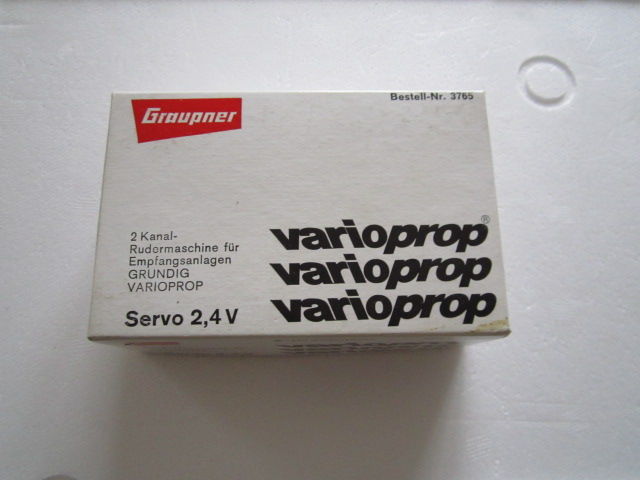 Graupner
Bestell-Nr. 3765
2 Kanal-
Rudermaschine für
Empfangsanlagen
GRUNDIG
VARIOPROP
Servo 2,4 V
varioprop®
varioprop
varioprop